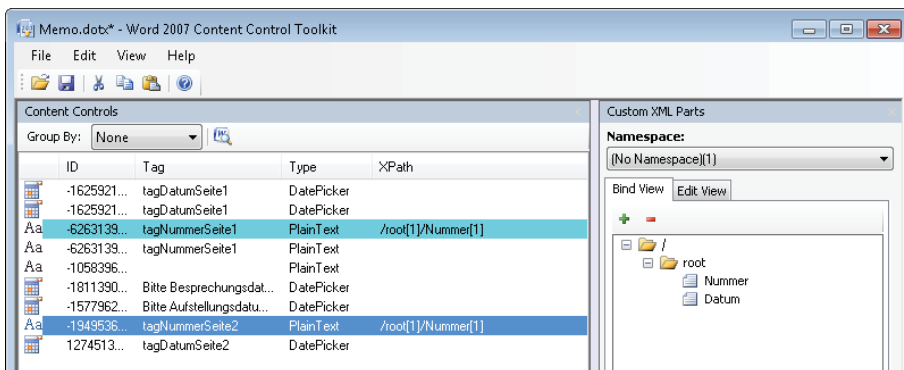 Memo.dotx* - Word 2007 Content Control Toolkit
File Edit View Help
Content Controls
Group By: None
ID Tag Type XPath
-1625921... tagDatumSeite1 DatePicker
-1625921... tagDatumSeite1 DatePicker
Aa -6263139... tagNummerSeite1 PlainText /root[1]/Nummer[1]
Aa -6263139... tagNummerSeite1 PlainText
Aa -1058396... PlainText
-1811390... Bitte Besprechungsdat... DatePicker
-1577962... Bitte Aufstellungsdatu... DatePicker
Aa -1949536... tagNummerSeite2 PlainText /root[1]/Nummer[1]
1274513... tagDatumSeite2 DatePicker
Custom XML Parts
Namespace:
(No Namespace)(1)
Bind View Edit View
/
root
Nummer
Datum